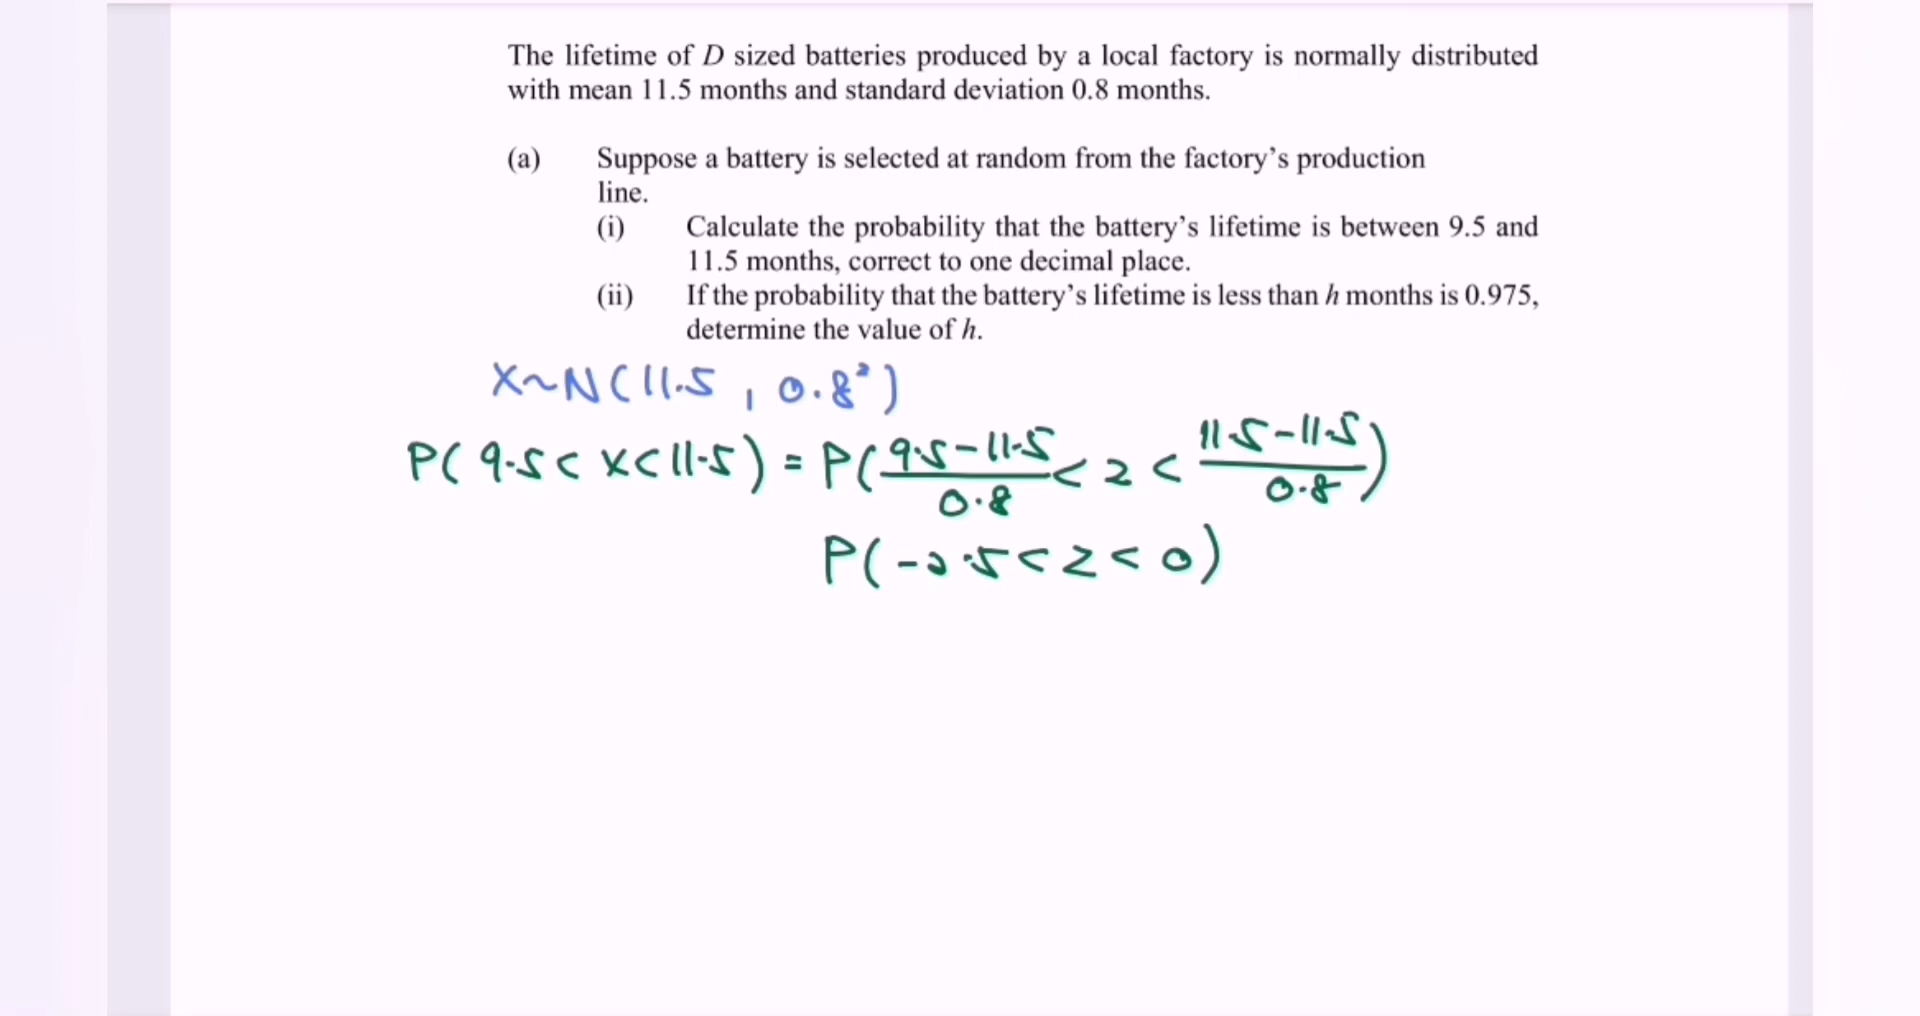 The lifetime of D sized batteries produced by a local factory is normally distributed
with mean 11.5 months and standard deviation 0.8 months.
(a) Suppose a battery is selected at random from the factory's production
line.
(i) Calculate the probability that the battery's lifetime is between 9.5 and
11.5 months, correct to one decimal place.
(ii) If the probability that the battery's lifetime is less than h months is 0.975,
determine the value of h.
X~N(11.5, 0.8²)
P(9.5 < X < 11.5) = P((9.5-11.5)/0.8 < Z < (11.5-11.5)/0.8)
P(-2.5 < Z < 0)